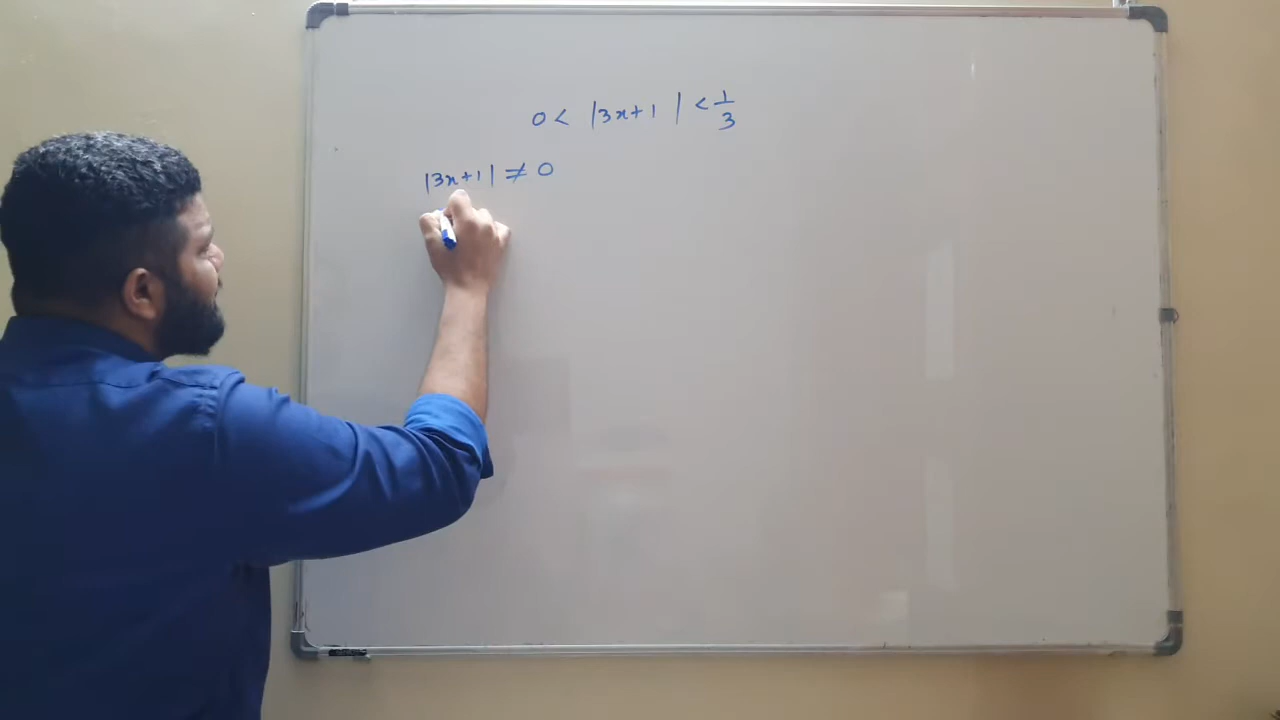 0 < |3x+1| < 1/3
|3x+1| ≠ 0